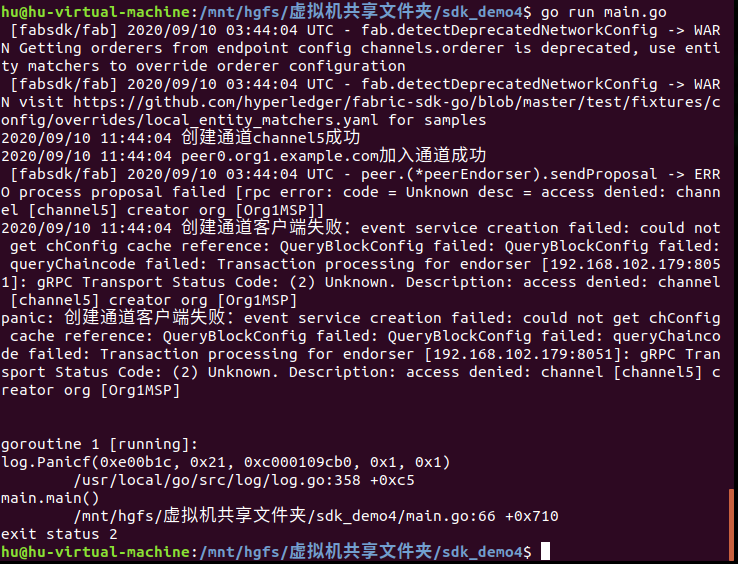 hu@hu-virtual-machine:/mnt/hgfs/虚拟机共享文件夹/sdk_demo4$ go run main.go
 [fabsdk/fab] 2020/09/10 03:44:04 UTC - fab.detectDeprecatedNetworkConfig -> WAR
N Getting orderers from endpoint config channels.orderer is deprecated, use enti
ty matchers to override orderer configuration
 [fabsdk/fab] 2020/09/10 03:44:04 UTC - fab.detectDeprecatedNetworkConfig -> WAR
N visit https://github.com/hyperledger/fabric-sdk-go/blob/master/test/fixtures/c
onfig/overrides/local_entity_matchers.yaml for samples
2020/09/10 11:44:04 创建通道channel5成功
2020/09/10 11:44:04 peer0.org1.example.com加入通道成功
 [fabsdk/fab] 2020/09/10 03:44:04 UTC - peer.(*peerEndorser).sendProposal -> ERR
O process proposal failed [rpc error: code = Unknown desc = access denied: chann
el [channel5] creator org [Org1MSP]]
2020/09/10 11:44:04 创建通道客户端失败：event service creation failed: could not
 get chConfig cache reference: QueryBlockConfig failed: QueryBlockConfig failed:
 queryChaincode failed: Transaction processing for endorser [192.168.102.179:805
1]: gRPC Transport Status Code: (2) Unknown. Description: access denied: channel
 [channel5] creator org [Org1MSP]
panic: 创建通道客户端失败：event service creation failed: could not get chConfig
 cache reference: QueryBlockConfig failed: QueryBlockConfig failed: queryChainco
de failed: Transaction processing for endorser [192.168.102.179:8051]: gRPC Tran
sport Status Code: (2) Unknown. Description: access denied: channel [channel5] c
reator org [Org1MSP]
goroutine 1 [running]:
log.Panicf(0xe00b1c, 0x21, 0xc000109cb0, 0x1, 0x1)
        /usr/local/go/src/log/log.go:358 +0xc5
main.main()
        /mnt/hgfs/虚拟机共享文件夹/sdk_demo4/main.go:66 +0x710
exit status 2
hu@hu-virtual-machine:/mnt/hgfs/虚拟机共享文件夹/sdk_demo4$